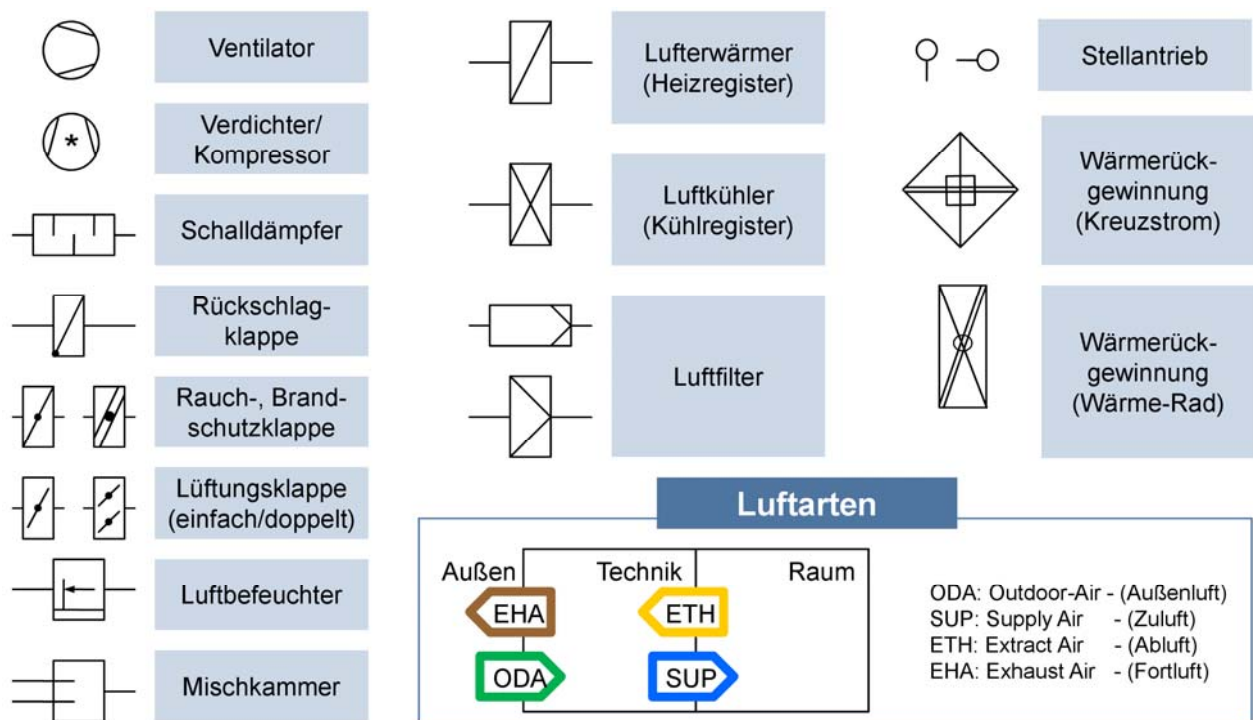 Ventilator
Verdichter/
Kompressor
*
Schalldämpfer
Rückschlag-
klappe
Rauch-, Brand-
schutzklappe
Lüftungsklappe
(einfach/doppelt)
Luftbefeuchter
Mischkammer
Lufterwärmer
(Heizregister)
Luftkühler
(Kühlregister)
Luftfilter
Stellantrieb
Wärmerück-
gewinnung
(Kreuzstrom)
Wärmerück-
gewinnung
(Wärme-Rad)
Luftarten
Außen Technik Raum
EHA ETH
ODA SUP
ODA: Outdoor-Air - (Außenluft)
SUP: Supply Air - (Zuluft)
ETH: Extract Air - (Abluft)
EHA: Exhaust Air - (Fortluft)